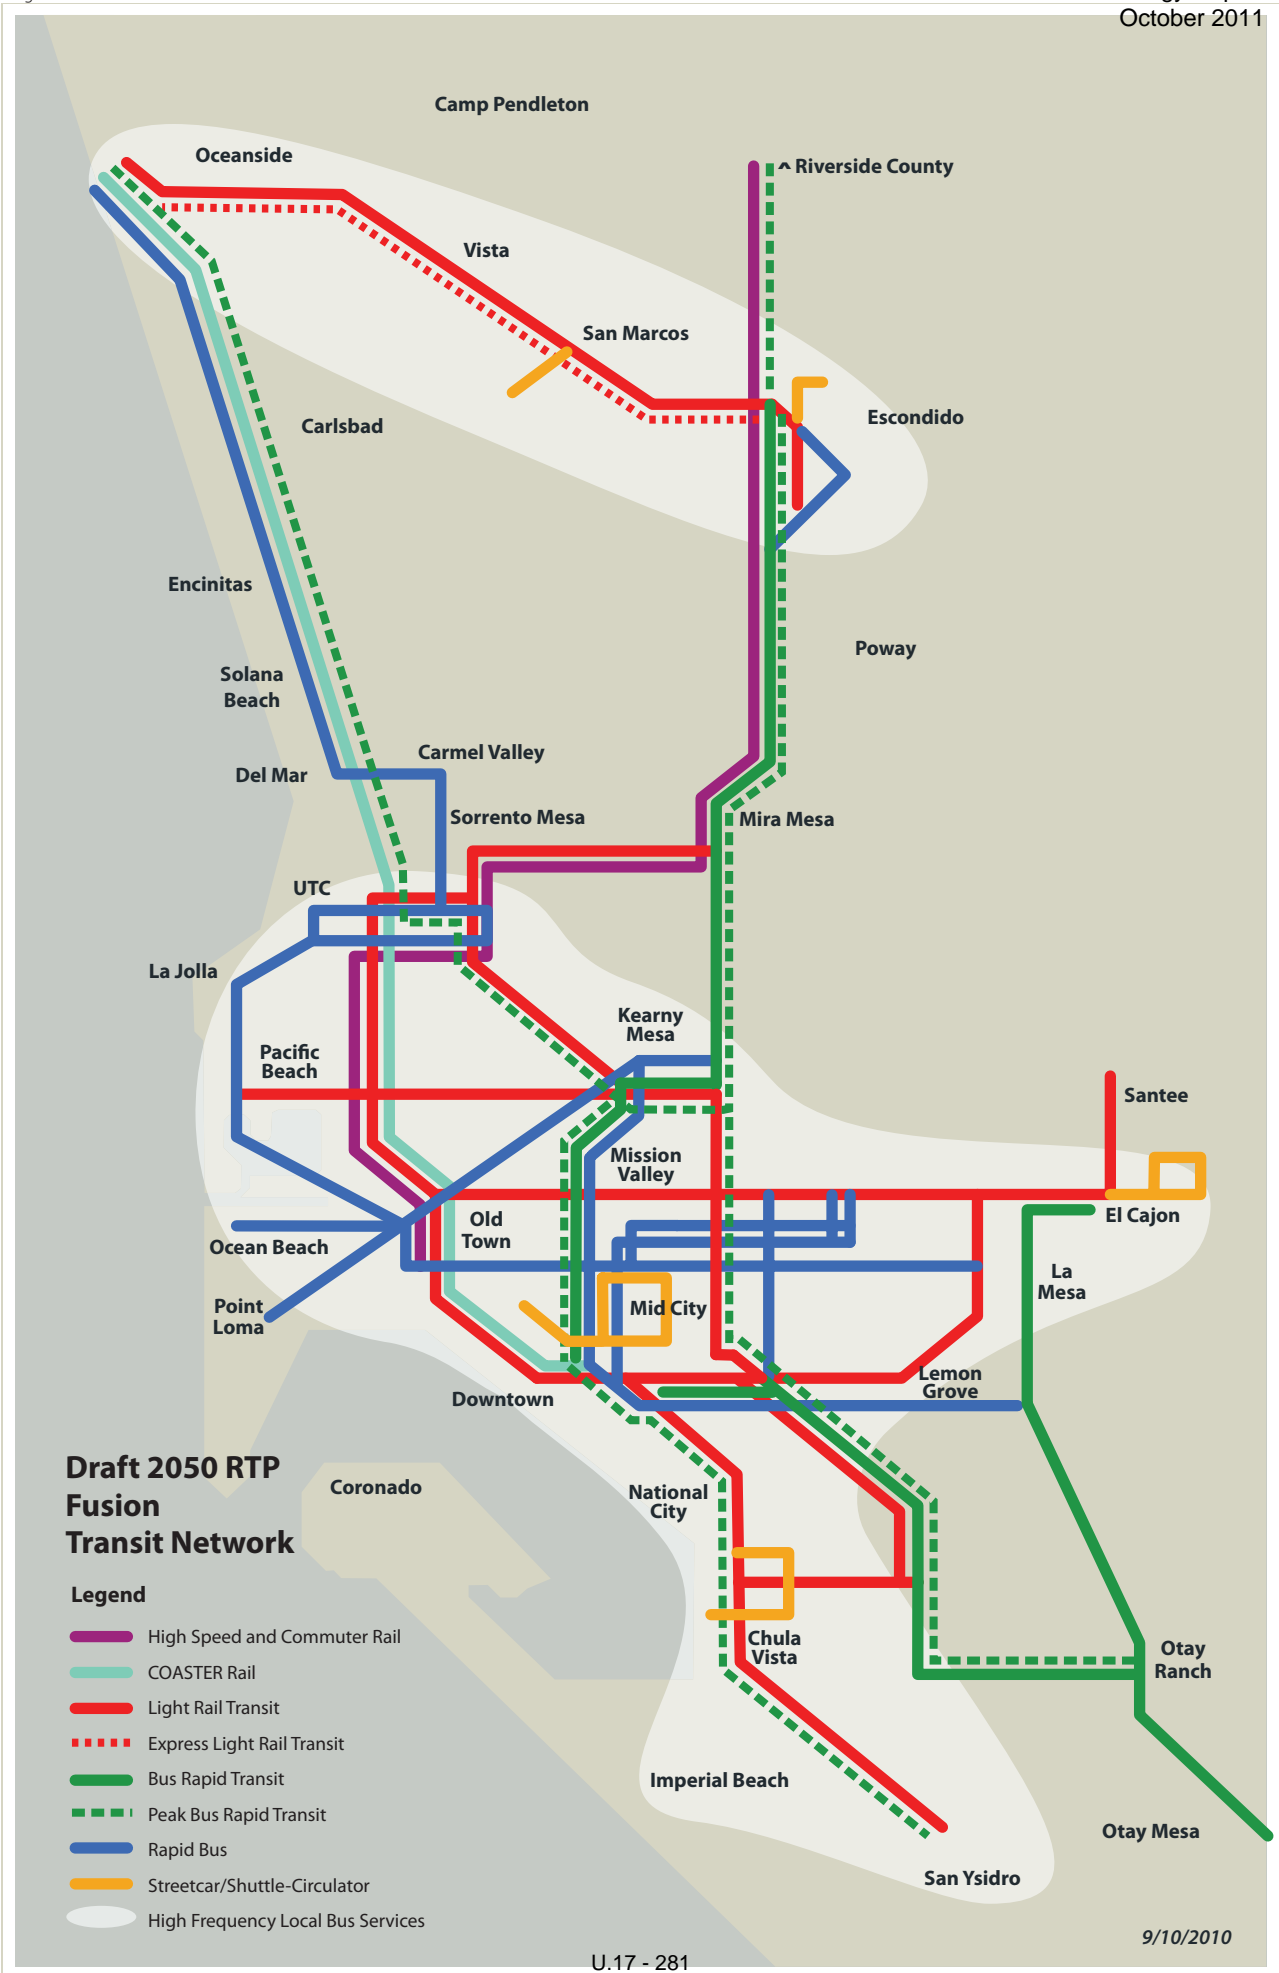 October 2011
Camp Pendleton
Oceanside
^ Riverside County
Vista
San Marcos
Escondido
Carlsbad
Encinitas
Poway
Solana
Beach
Carmel Valley
Del Mar
Sorrento Mesa
Mira Mesa
UTC
La Jolla
Kearny
Mesa
Pacific
Beach
Santee
Mission
Valley
El Cajon
Old
Town
Ocean Beach
La
Mesa
Point
Loma
Mid City
Lemon
Grove
Downtown
Draft 2050 RTP
Fusion
Transit Network
Coronado
National
City
Legend
High Speed and Commuter Rail
COASTER Rail
Light Rail Transit
Express Light Rail Transit
Bus Rapid Transit
Peak Bus Rapid Transit
Rapid Bus
Streetcar/Shuttle-Circulator
High Frequency Local Bus Services
Chula
Vista
Otay
Ranch
Imperial Beach
Otay Mesa
San Ysidro
9/10/2010
U.17 - 281